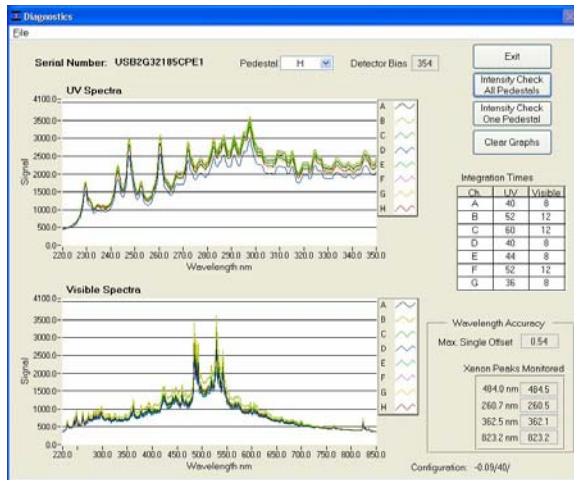 Diagnostics
File
Serial Number: USB2G32185CPE1 Pedestal H Detector Bias 354
Exit
Intensity Check
All Pedestals
Intensity Check
One Pedestal
Clear Graphs
UV Spectra
4100.0
3500.0
3000.0
2500.0
2000.0
1500.0
1000.0
500.0
0.0
Signal
220.0 230.0 240.0 250.0 260.0 270.0 280.0 290.0 300.0 310.0 320.0 330.0 340.0 350.0
Wavelength nm
A
B
C
D
E
F
G
H
Integration Times
Ch. UV Visible
A 40 8
B 52 12
C 60 12
D 40 8
E 44 8
F 52 12
G 36 8
Visible Spectra
4100.0
3500.0
3000.0
2500.0
2000.0
1500.0
1000.0
500.0
0.0
Signal
220.0 300.0 350.0 400.0 450.0 500.0 550.0 600.0 650.0 700.0 750.0 800.0 850.0
Wavelength nm
A
B
C
D
E
F
G
H
Wavelength Accuracy
Max. Single Offset 0.54
Xenon Peaks Monitored
484.0 nm 484.5
260.7 nm 260.5
362.5 nm 362.1
823.2 nm 823.2
Configuration: -0.09/40/